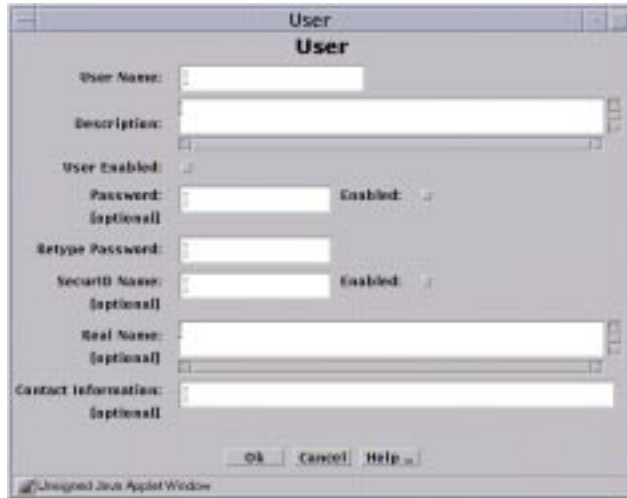 User
User
User Name:
Description:
User Enabled:
Password: Enabled:
[optional]
Retype Password:
SecurID Name: Enabled:
[optional]
Real Name:
[optional]
Contact Information:
[optional]
Ok Cancel Help...
Unsigned Java Applet Window